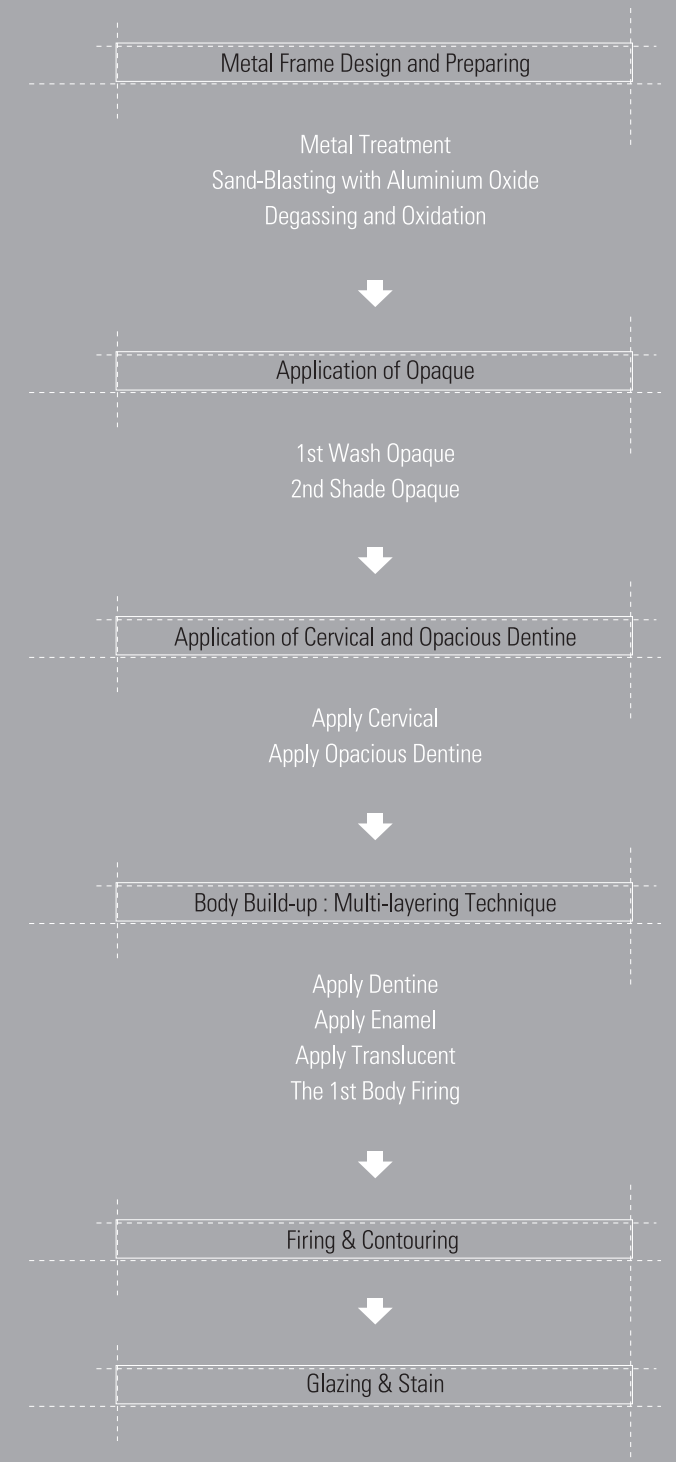 Metal Frame Design and Preparing
Metal Treatment
Sand-Blasting with Aluminium Oxide
Degassing and Oxidation
Application of Opaque
1st Wash Opaque
2nd Shade Opaque
Application of Cervical and Opacious Dentine
Apply Cervical
Apply Opacious Dentine
Body Build-up : Multi-layering Technique
Apply Dentine
Apply Enamel
Apply Translucent
The 1st Body Firing
Firing & Contouring
Glazing & Stain